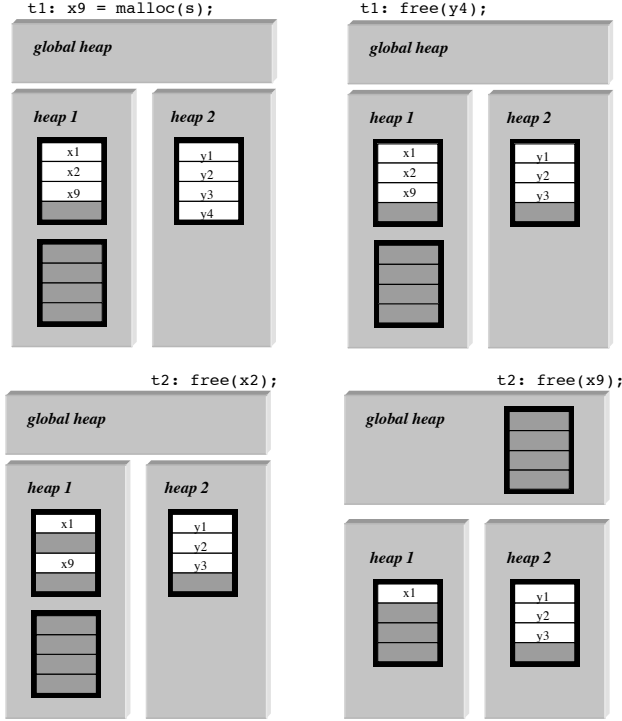 t1: x9 = malloc(s);
global heap
heap 1
x1
x2
x9
heap 2
y1
y2
y3
y4
t1: free(y4);
global heap
heap 1
x1
x2
x9
heap 2
y1
y2
y3
t2: free(x2);
global heap
heap 1
x1
x9
heap 2
y1
y2
y3
t2: free(x9);
global heap
heap 1
x1
heap 2
y1
y2
y3